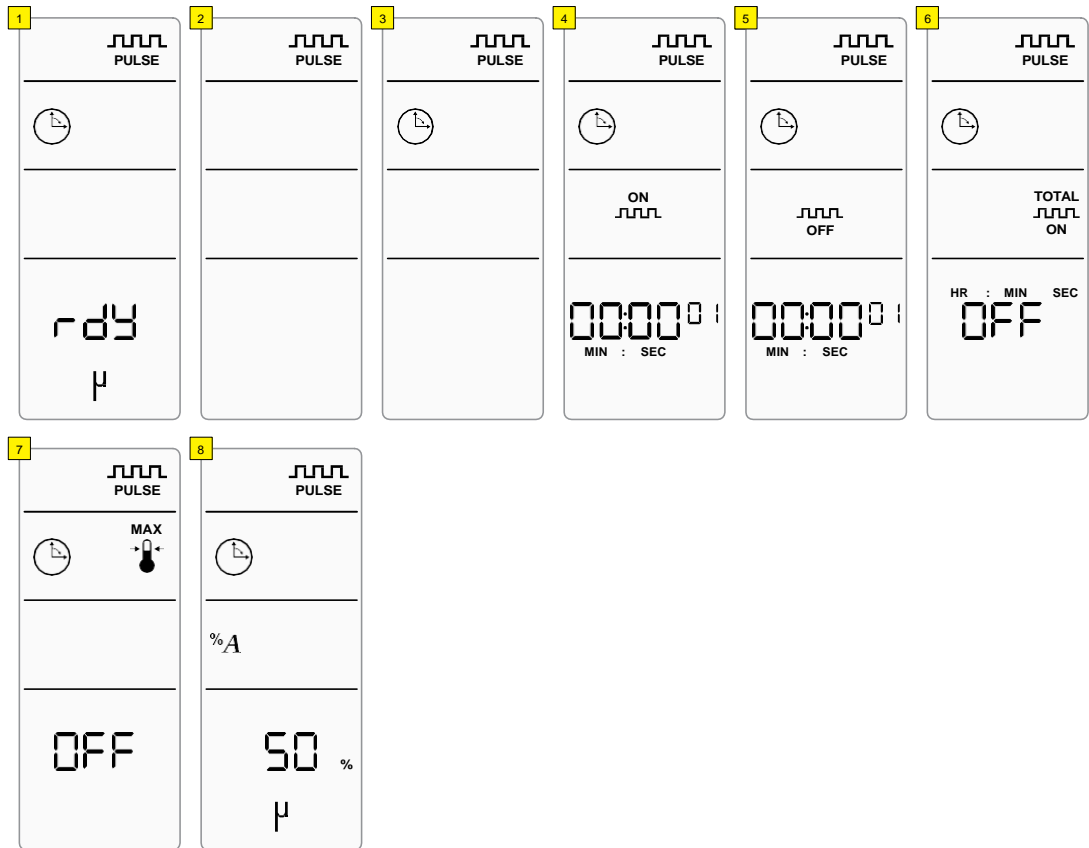 1
PULSE
rdY
µ
2
PULSE
3
PULSE
4
PULSE
ON
00:00 01
MIN : SEC
5
PULSE
OFF
00:00 01
MIN : SEC
6
PULSE
TOTAL
ON
HR : MIN SEC
OFF
7
PULSE
MAX
OFF
8
PULSE
%A
50 %
µ